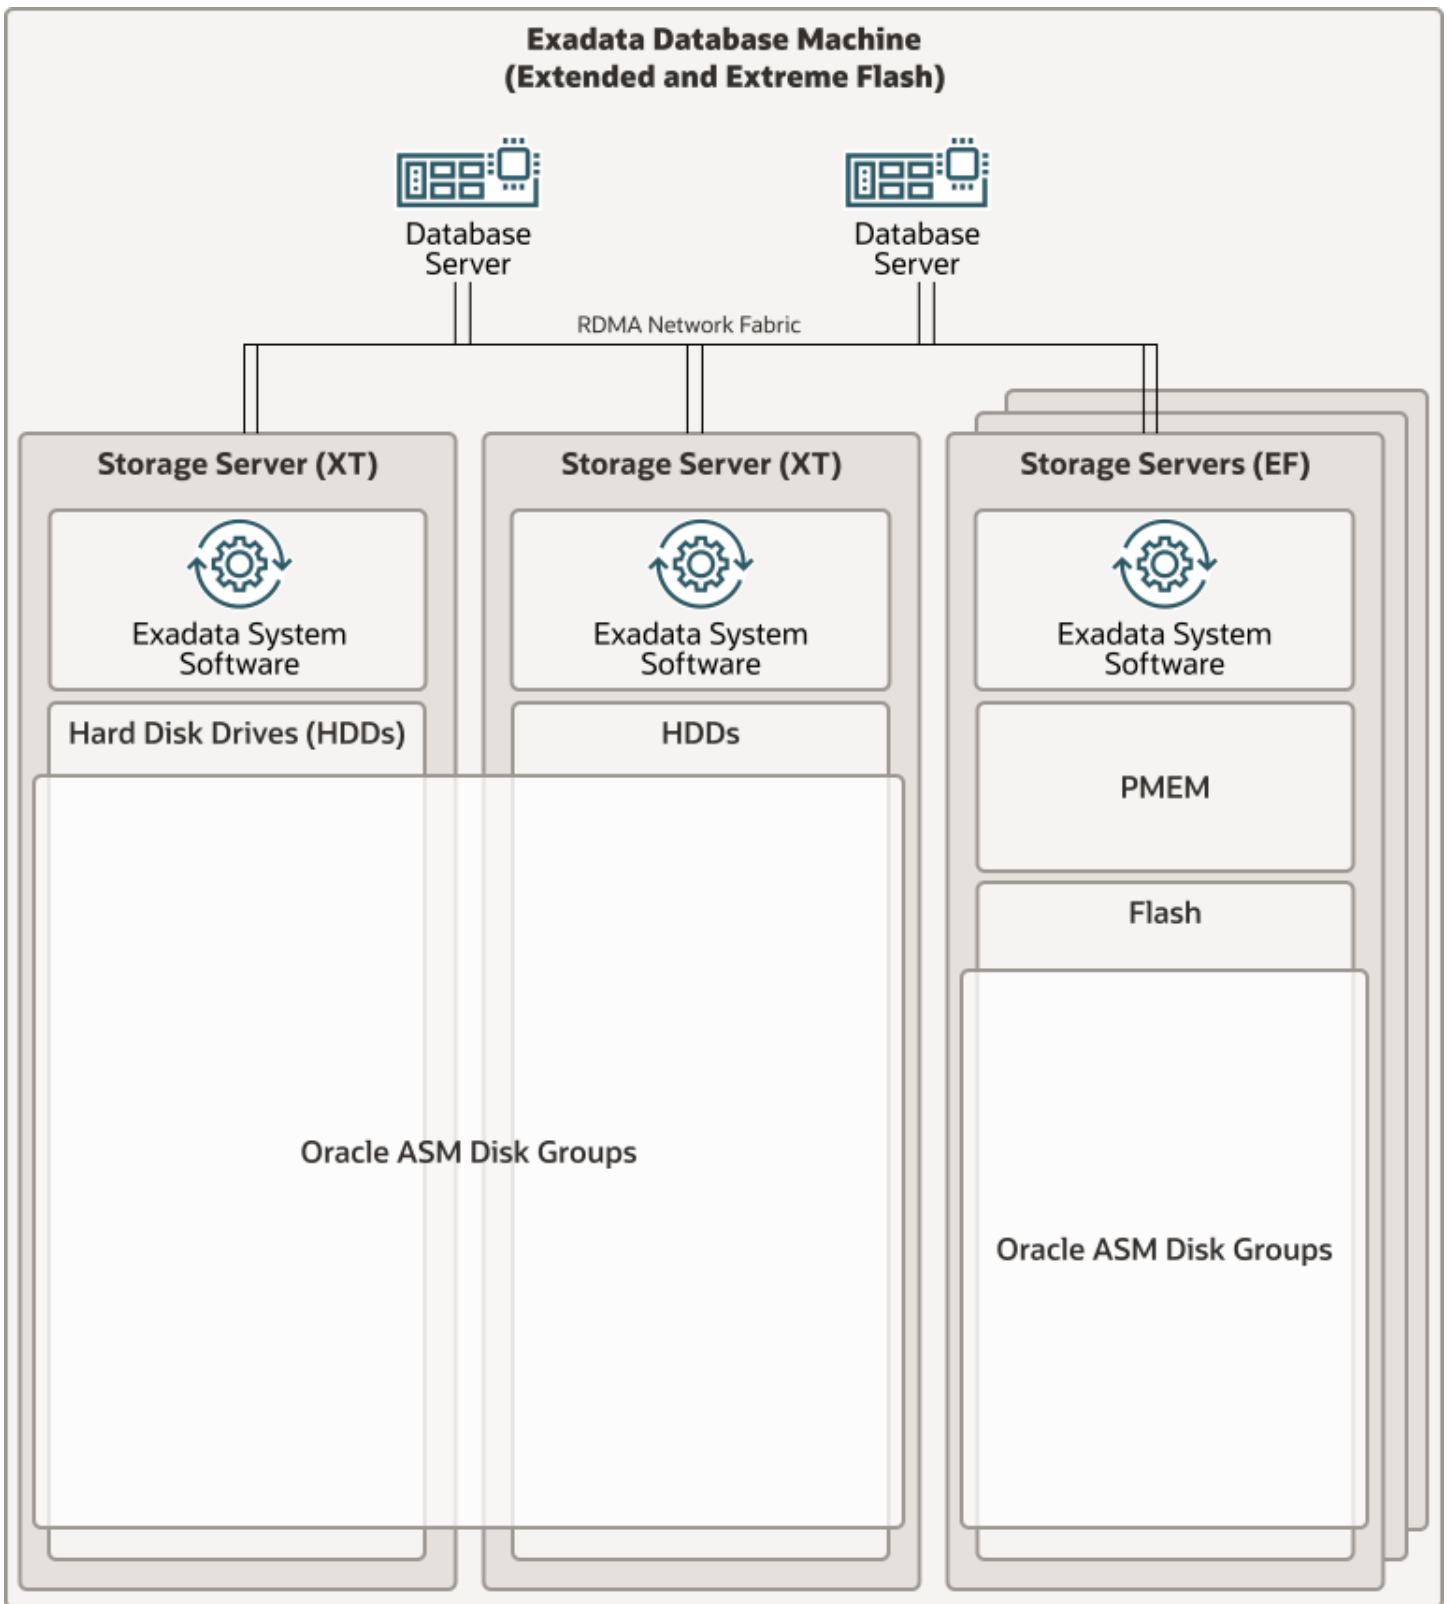 Exadata Database Machine
(Extended and Extreme Flash)
Database
Server
Database
Server
RDMA Network Fabric
Storage Server (XT)
Exadata System
Software
Hard Disk Drives (HDDs)
Storage Server (XT)
Exadata System
Software
HDDs
Oracle ASM Disk Groups
Storage Servers (EF)
Exadata System
Software
PMEM
Flash
Oracle ASM Disk Groups